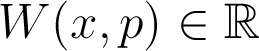 W(x, p) ∈ ℝ